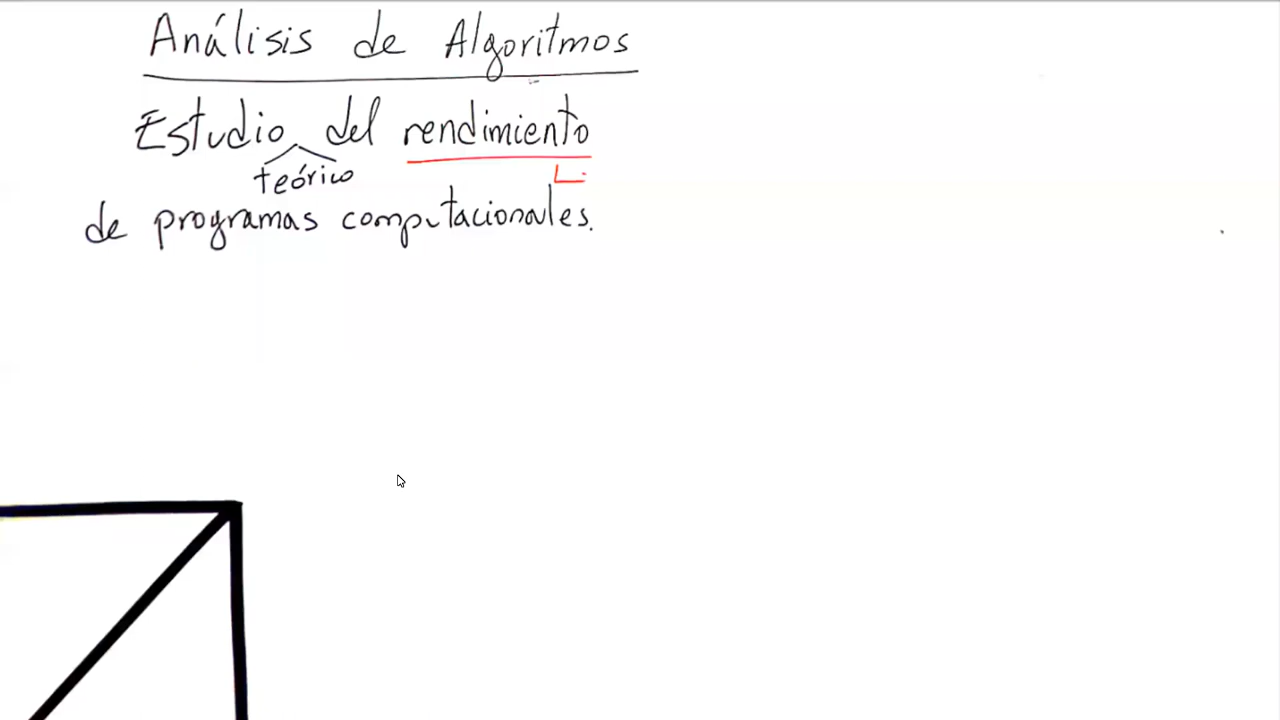 Análisis de Algoritmos
Estudio del rendimiento
teórico
de programas computacionales.